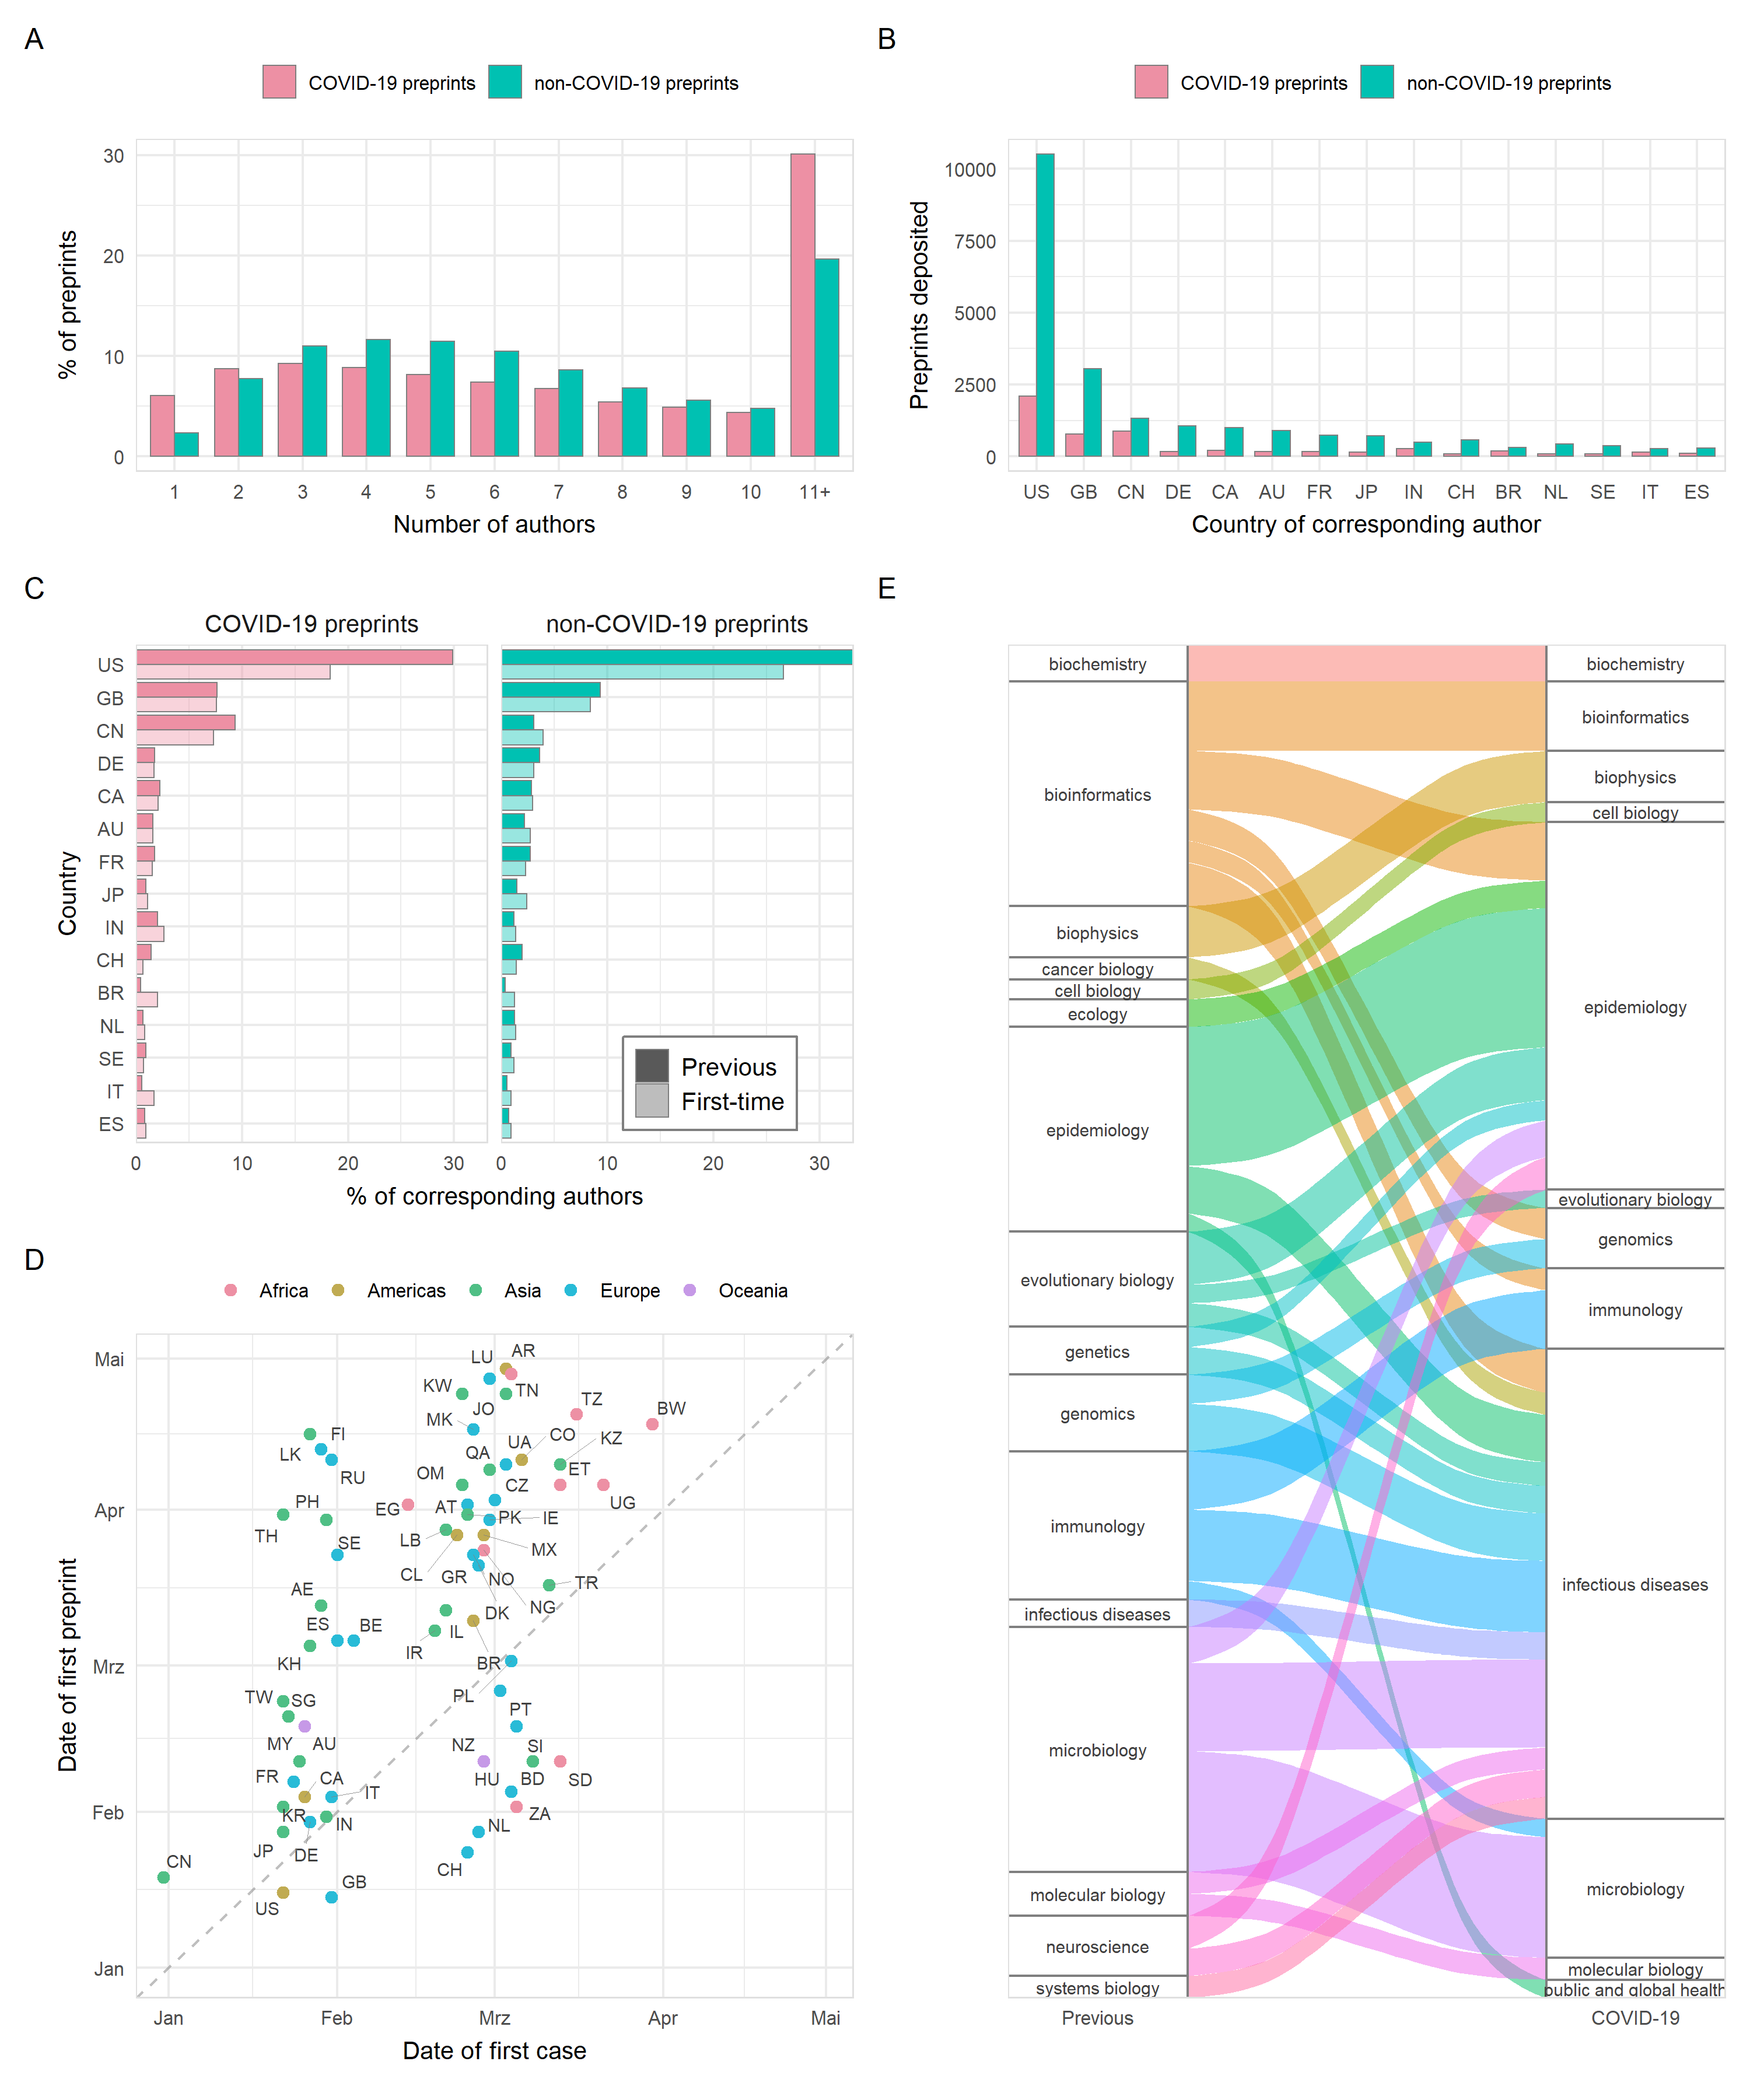 A
COVID-19 preprints non-COVID-19 preprints
% of preprints
30
20
10
0
1 2 3 4 5 6 7 8 9 10 11+
Number of authors
B
COVID-19 preprints non-COVID-19 preprints
Preprints deposited
10000
7500
5000
2500
0
US GB CN DE CA AU FR JP IN CH BR NL SE IT ES
Country of corresponding author
C
COVID-19 preprints non-COVID-19 preprints
Country
US
GB
CN
DE
CA
AU
FR
JP
IN
CH
BR
NL
SE
IT
ES
Previous
First-time
0 10 20 30 0 10 20 30
% of corresponding authors
D
Africa Americas Asia Europe Oceania
Date of first preprint
Mai
Apr
Mrz
Feb
Jan
LU AR
KW TN
JO TZ BW
MK
FI UA CO KZ
LK QA
RU OM CZ ET
PH EG AT UG
TH LB PK IE
SE MX
CL GR NO TR
AE NG
ES BE DK
IR IL
KH BR
TW SG PL
PT
MY AU NZ SI
FR CA HU BD SD
IT
KR IN NL ZA
JP DE
CN CH
GB
US
Jan Feb Mrz Apr Mai
Date of first case
E
biochemistry
bioinformatics
biophysics
cancer biology
cell biology
ecology
epidemiology
evolutionary biology
genetics
genomics
immunology
infectious diseases
microbiology
molecular biology
neuroscience
systems biology
Previous
biochemistry
bioinformatics
biophysics
cell biology
epidemiology
evolutionary biology
genomics
immunology
infectious diseases
microbiology
molecular biology
public and global health
COVID-19